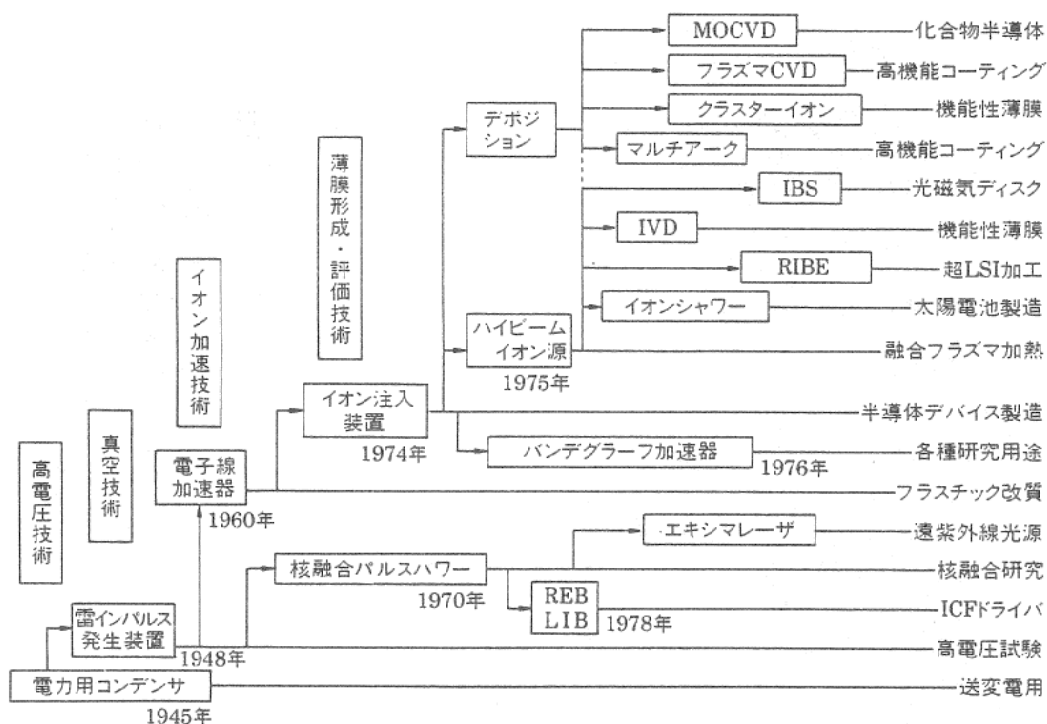 MOCVD
化合物半導体
フラズマCVD
高機能コーティング
クラスターイオン
機能性薄膜
デポジ
ション
マルチアーク
高機能コーティング
IBS
光磁気ディスク
IVD
機能性薄膜
RIBE
超LSI加工
イオンシャワー
太陽電池製造
ハイビーム
イオン源
1975年
融合フラズマ加熱
薄膜形成・評価技術
イオン加速技術
真空技術
高電圧技術
イオン注入
装置
1974年
半導体デバイス製造
バンデグラーフ加速器
1976年
各種研究用途
電子線
加速器
1960年
フラスチック改質
エキシマレーザ
遠紫外線光源
核融合パルスハワー
1970年
核融合研究
REB
LIB
1978年
ICFドライバ
雷インパルス
発生装置
1948年
高電圧試験
電力用コンデンサ
1945年
送変電用